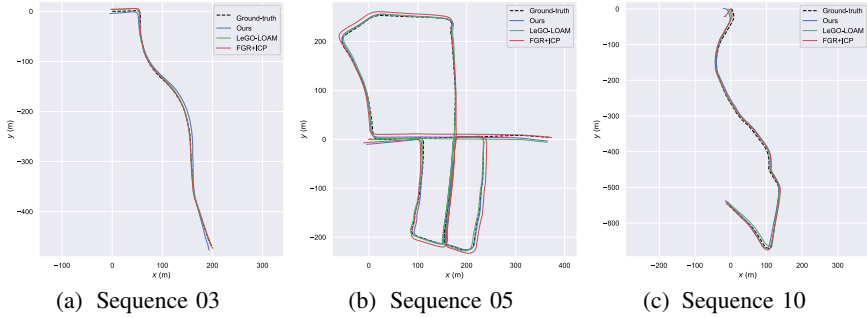 Ground-truth
Ours
LeGO-LOAM
FGR+ICP
0
−100
−200
−300
−400
y (m)
−100 0 100 200 300
x (m)
(a) Sequence 03
Ground-truth
Ours
LeGO-LOAM
FGR+ICP
200
100
0
−100
−200
y (m)
0 100 200 300 400
x (m)
(b) Sequence 05
Ground-truth
Ours
LeGO-LOAM
FGR+ICP
0
−100
−200
−300
−400
−500
−600
y (m)
−200 −100 0 100 200 300
x (m)
(c) Sequence 10